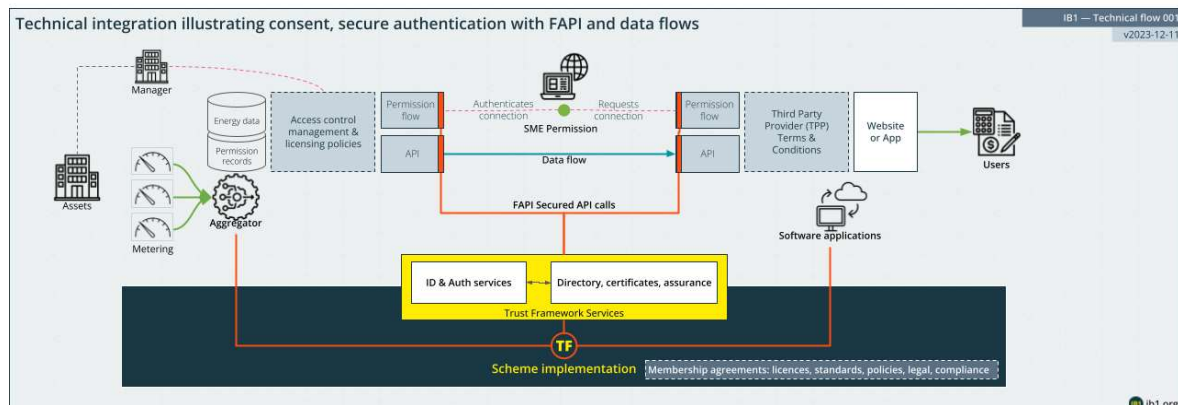 Technical integration illustrating consent, secure authentication with FAPI and data flows
IB1 — Technical flow 001
v2023-12-11
Manager
Energy data
Permission
records
Access control
management &
licensing policies
Permission
flow
API
Authenticates
connection
Requests
connection
SME Permission
Data flow
Permission
flow
API
Third Party
Provider (TPP)
Terms &
Conditions
Website
or App
Users
Assets
Metering
Aggregator
FAPI Secured API calls
Software applications
ID & Auth services
Directory, certificates, assurance
Trust Framework Services
TF
Scheme implementation
Membership agreements: licences, standards, policies, legal, compliance
IB1 ib1.org